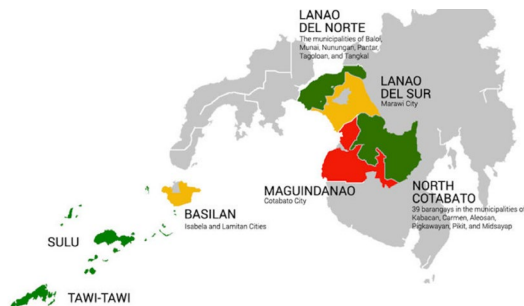 LANAO
DEL NORTE
The municipalities of Baloi,
Munai, Nunungan, Pantar,
Tagoloan, and Tangkal
LANAO
DEL SUR
Marawi City
MAGUINDANAO
Cotabato City
NORTH
COTABATO
39 barangays in the municipalities of
Kabacan, Carmen, Aleosan,
Pigkawayan, Pikit, and Midsayap
BASILAN
Isabela and Lamitan Cities
SULU
TAWI-TAWI